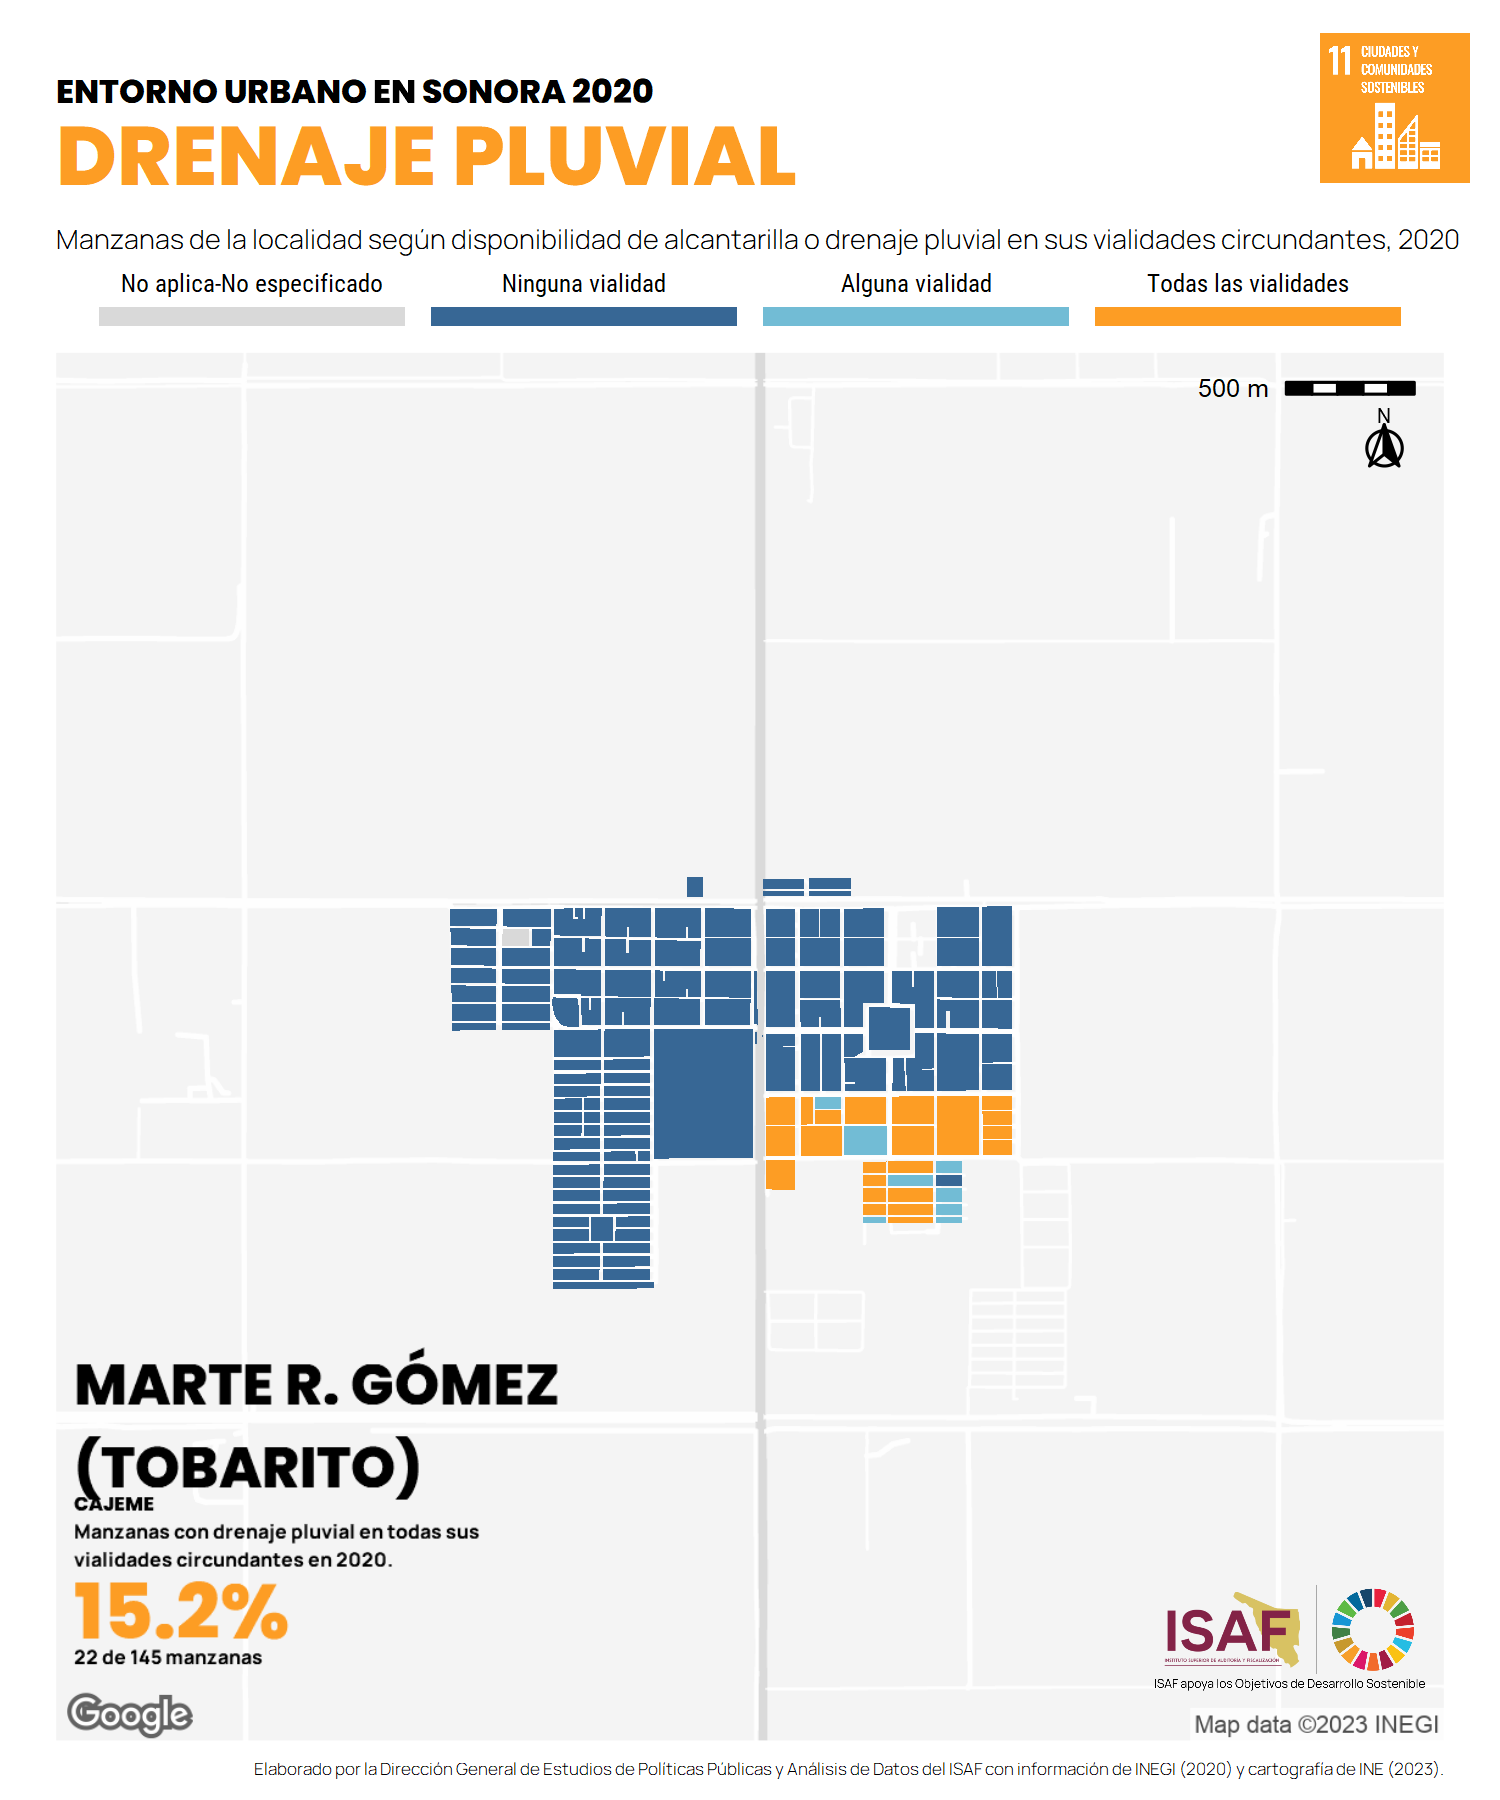 11 CIUDADES Y
COMUNIDADES
SOSTENIBLES
ENTORNO URBANO EN SONORA 2020
DRENAJE PLUVIAL
Manzanas de la localidad según disponibilidad de alcantarilla o drenaje pluvial en sus vialidades circundantes, 2020
No aplica-No especificado
Ninguna vialidad
Alguna vialidad
Todas las vialidades
500 m
N
MARTE R. GÓMEZ
(TOBARITO)
CAJEME
Manzanas con drenaje pluvial en todas sus
vialidades circundantes en 2020.
15.2%
22 de 145 manzanas
Google
ISAF
INSTITUTO SUPERIOR DE AUDITORÍA Y FISCALIZACIÓN
ISAF apoya los Objetivos de Desarrollo Sostenible
Map data ©2023 INEGI
Elaborado por la Dirección General de Estudios de Políticas Públicas y Análisis de Datos del ISAF con información de INEGI (2020) y cartografía de INE (2023).